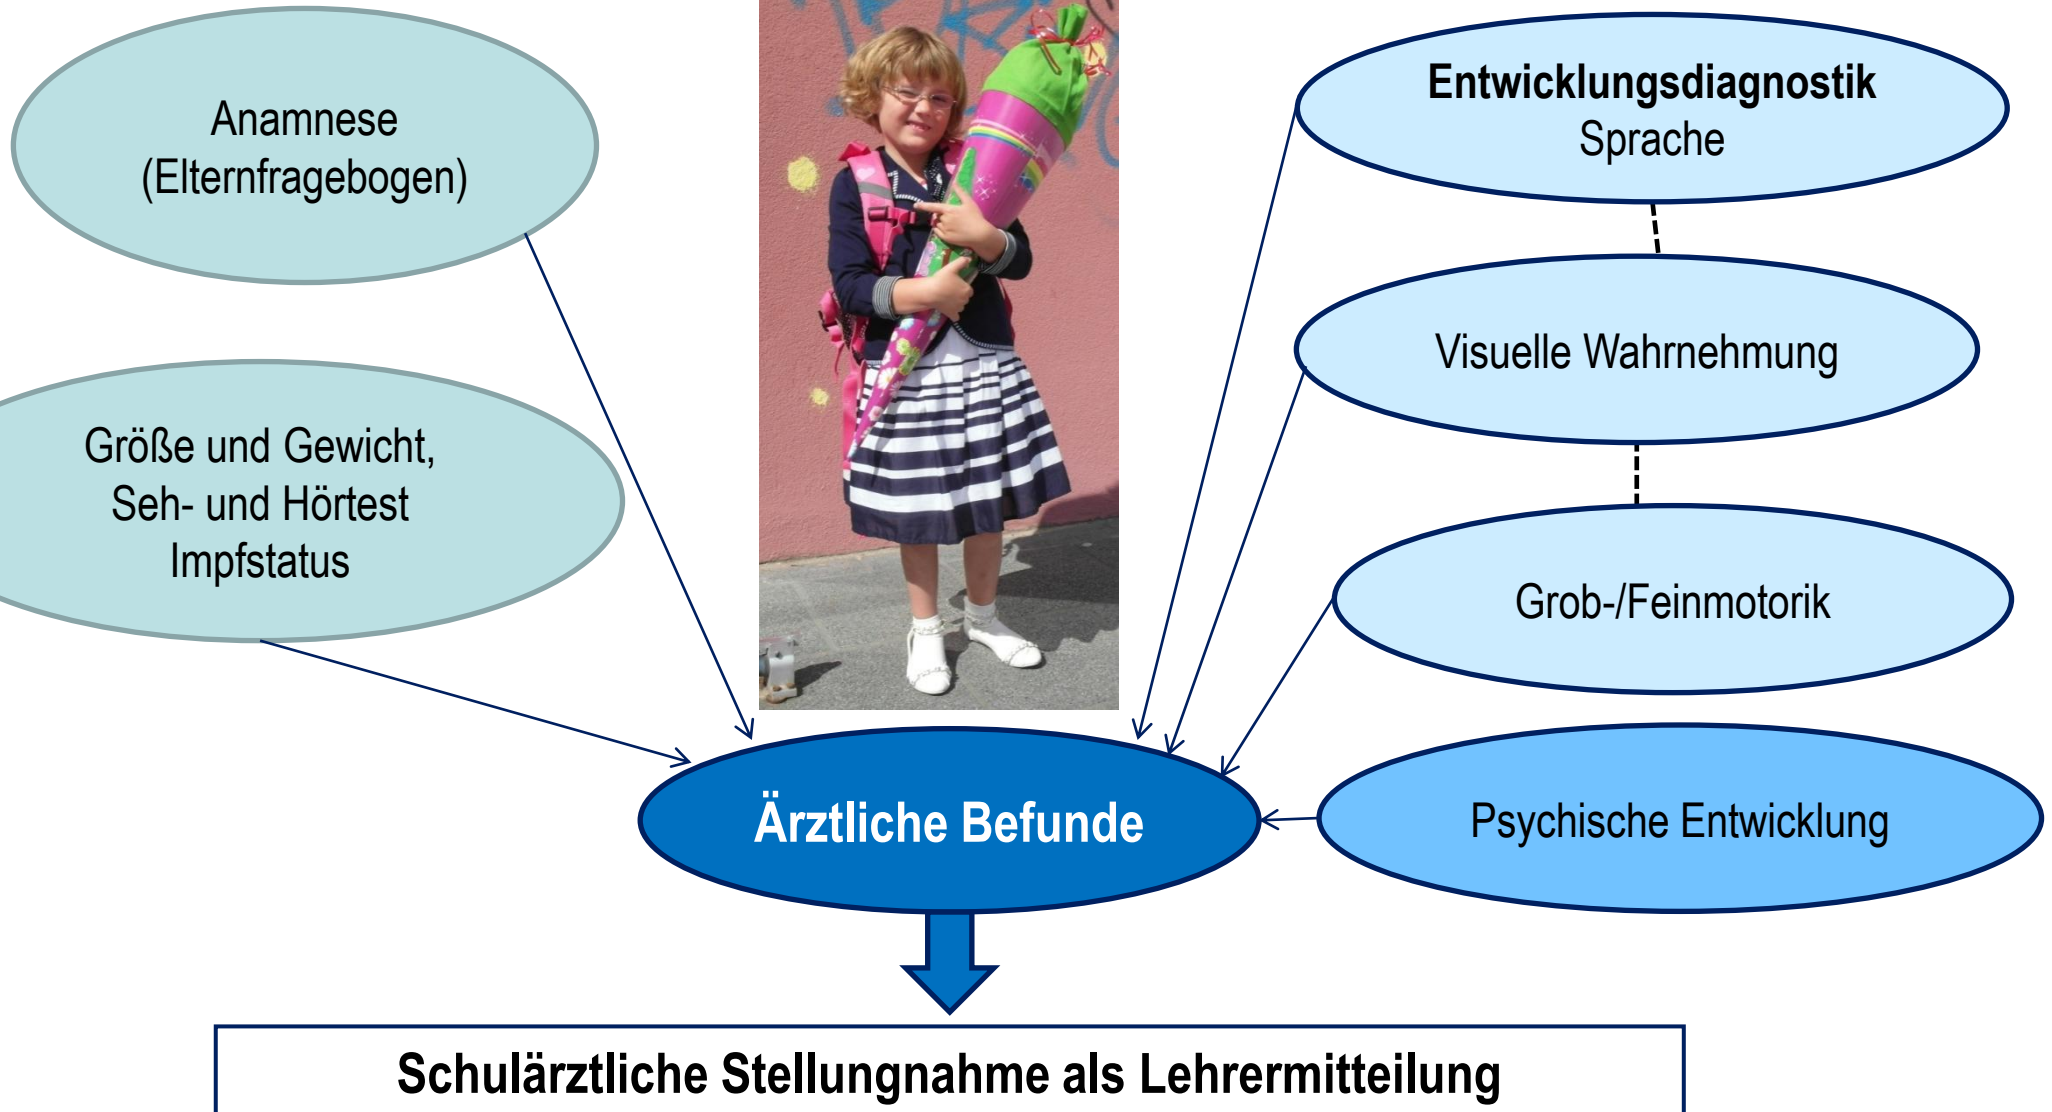 Anamnese
(Elternfragebogen)
Größe und Gewicht,
Seh- und Hörtest
Impfstatus
Entwicklungsdiagnostik
Sprache
Visuelle Wahrnehmung
Grob-/Feinmotorik
Psychische Entwicklung
Ärztliche Befunde
Schulärztliche Stellungnahme als Lehrermitteilung